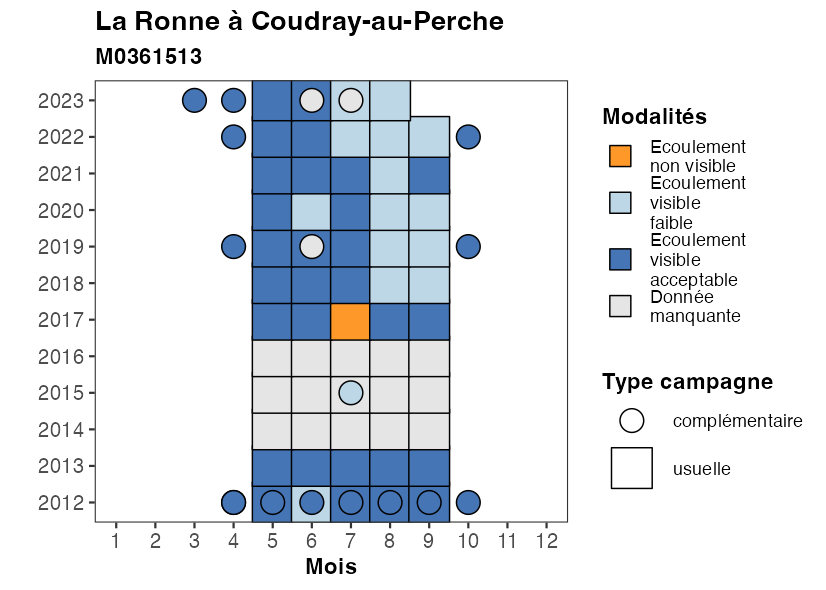 La Ronne à Coudray-au-Perche
M0361513
2023
2022
2021
2020
2019
2018
2017
2016
2015
2014
2013
2012
1 2 3 4 5 6 7 8 9 10 11 12
Mois
Modalités
Ecoulement
non visible
Ecoulement
visible
faible
Ecoulement
visible
acceptable
Donnée
manquante
Type campagne
complémentaire
usuelle